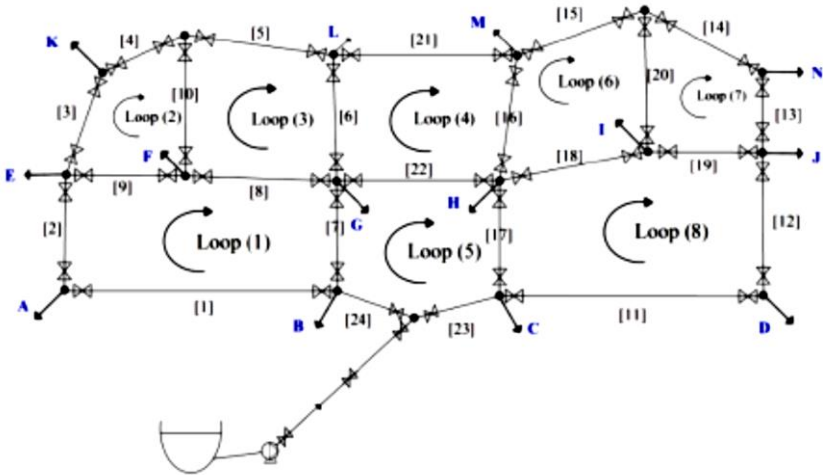 [15]
[14]
M
K
[4]
[5]
L
[21]
N
[3]
[10]
Loop (2)
Loop (3)
[6]
Loop (4)
[16]
Loop (6)
[20]
Loop (7)
[13]
I
F
E
[9]
[8]
[22]
[18]
[19]
J
H
G
[2]
Loop (1)
[7]
Loop (5)
[17]
Loop (8)
[12]
A
[1]
B
[24]
[23]
C
[11]
D